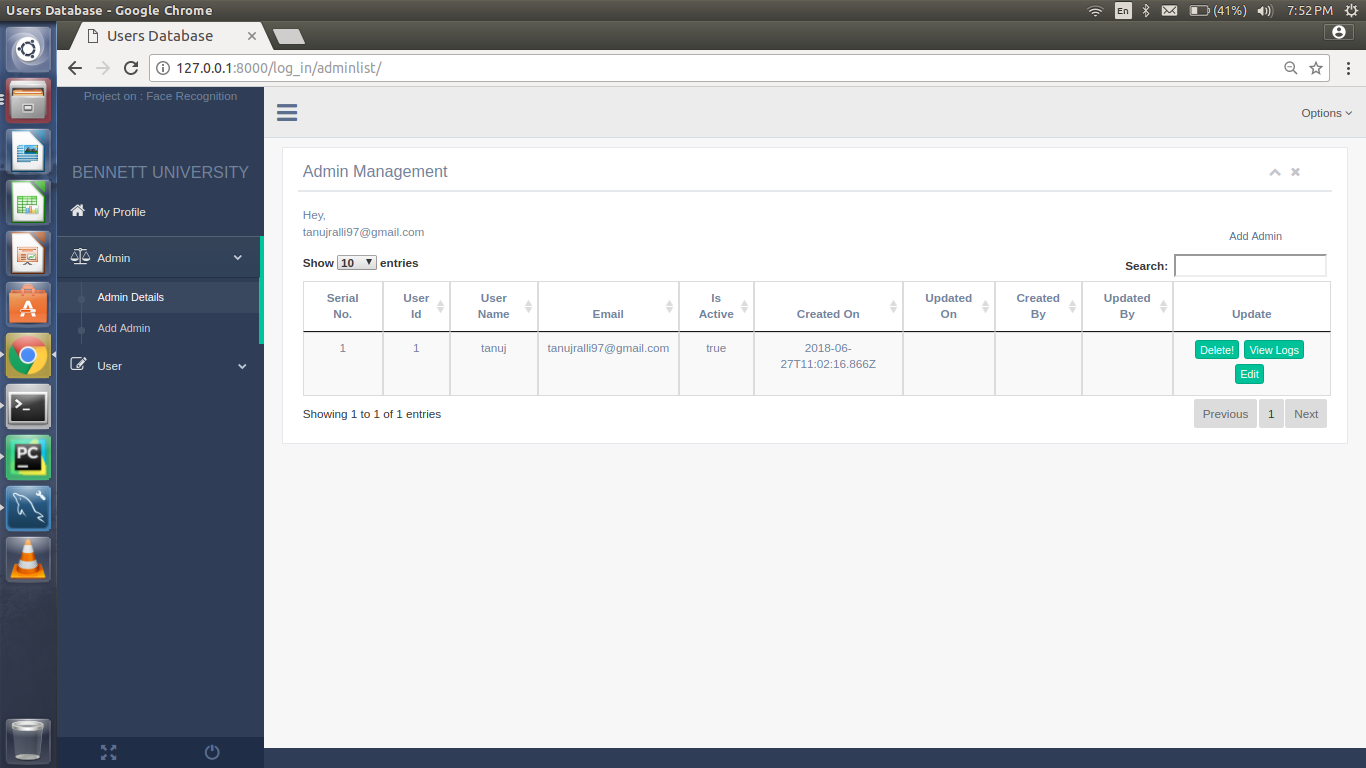 Users Database - Google Chrome
En
(41%)
7:52 PM
Users Database
127.0.0.1:8000/log_in/adminlist/
Project on : Face Recognition
BENNETT UNIVERSITY
My Profile
Admin
Admin Details
Add Admin
User
Options
Admin Management
Hey,
tanujralli97@gmail.com
Add Admin
Show 10 entries
Search:
Serial No.
User Id
User Name
Email
Is Active
Created On
Updated On
Created By
Updated By
Update
1
1
tanuj
tanujralli97@gmail.com
true
2018-06-
27T11:02:16.866Z
Delete!
View Logs
Edit
Showing 1 to 1 of 1 entries
Previous
1
Next
PC